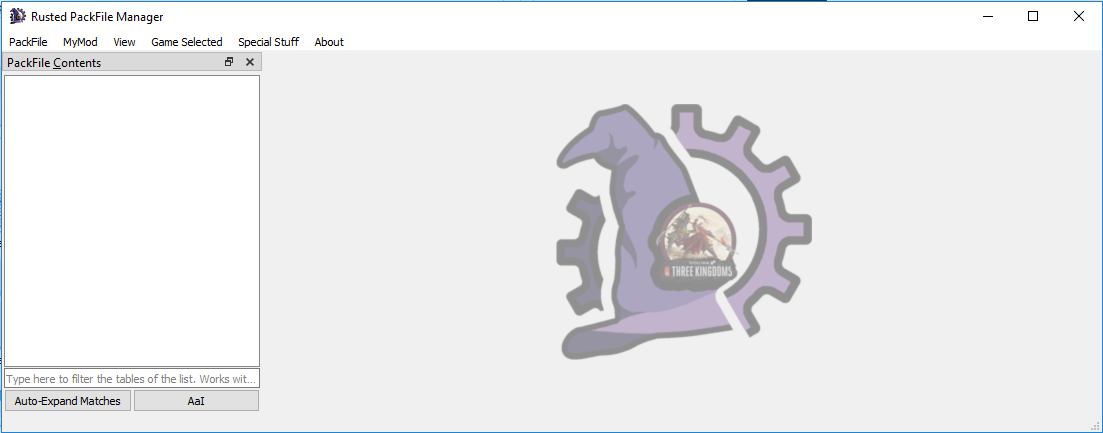 Rusted PackFile Manager
PackFile MyMod View Game Selected Special Stuff About
PackFile Contents
THREE KINGDOMS
Type here to filter the tables of the list. Works wit...
Auto-Expand Matches AaI